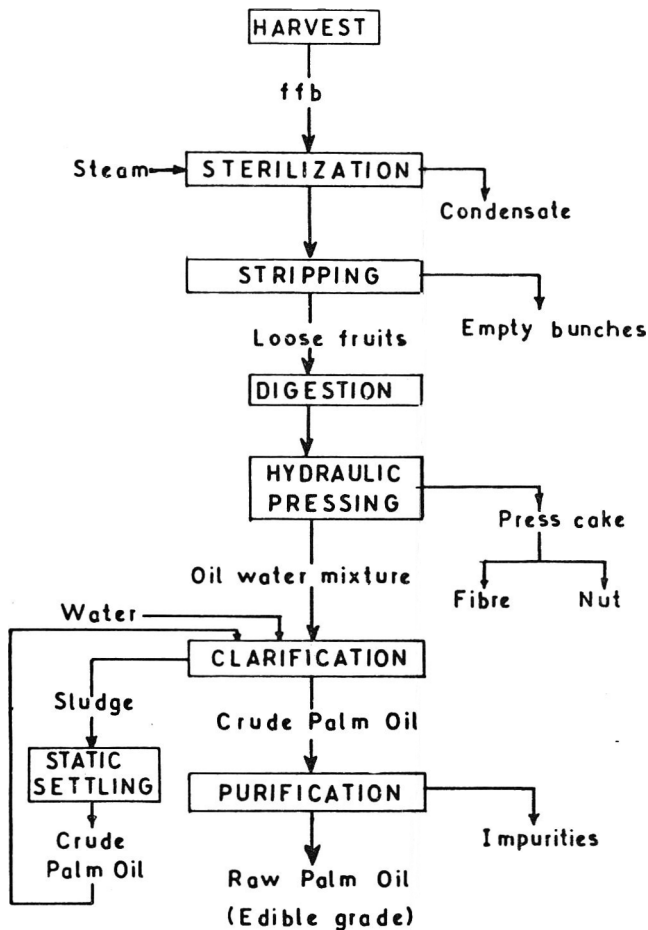 HARVEST
ffb
Steam
STERILIZATION
Condensate
STRIPPING
Empty bunches
Loose fruits
DIGESTION
HYDRAULIC
PRESSING
Press cake
Oil water mixture
Fibre
Nut
Water
CLARIFICATION
Sludge
Crude Palm Oil
STATIC
SETTLING
PURIFICATION
Crude
Palm Oil
Impurities
Raw Palm Oil
(Edible grade)